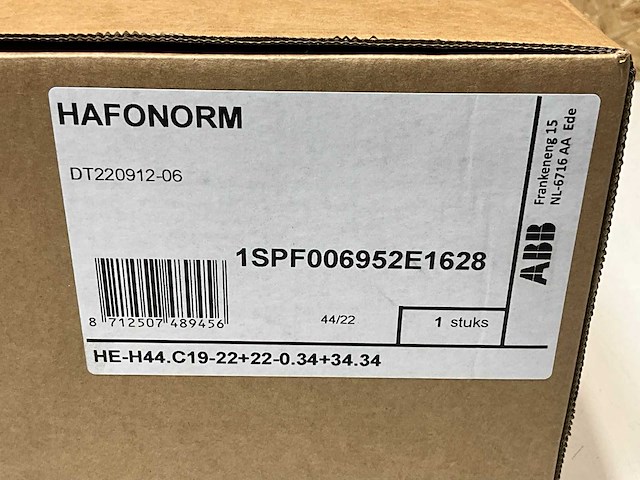 HAFONORM
DT220912-06
1SPF006952E1628
8 712507 489456
44/22
1 stuks
HE-H44.C19-22+22-0.34+34.34
ABB
Frankeneng 15
NL-6716 AA Ede